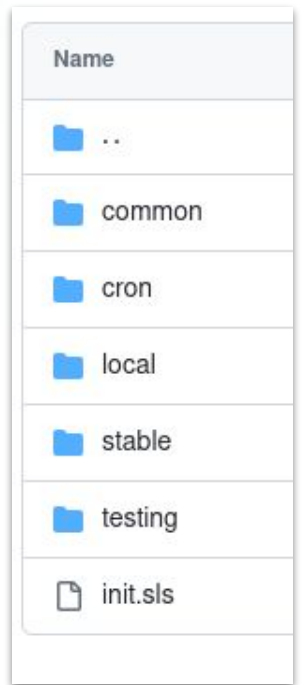 Name
..
common
cron
local
stable
testing
init.sls